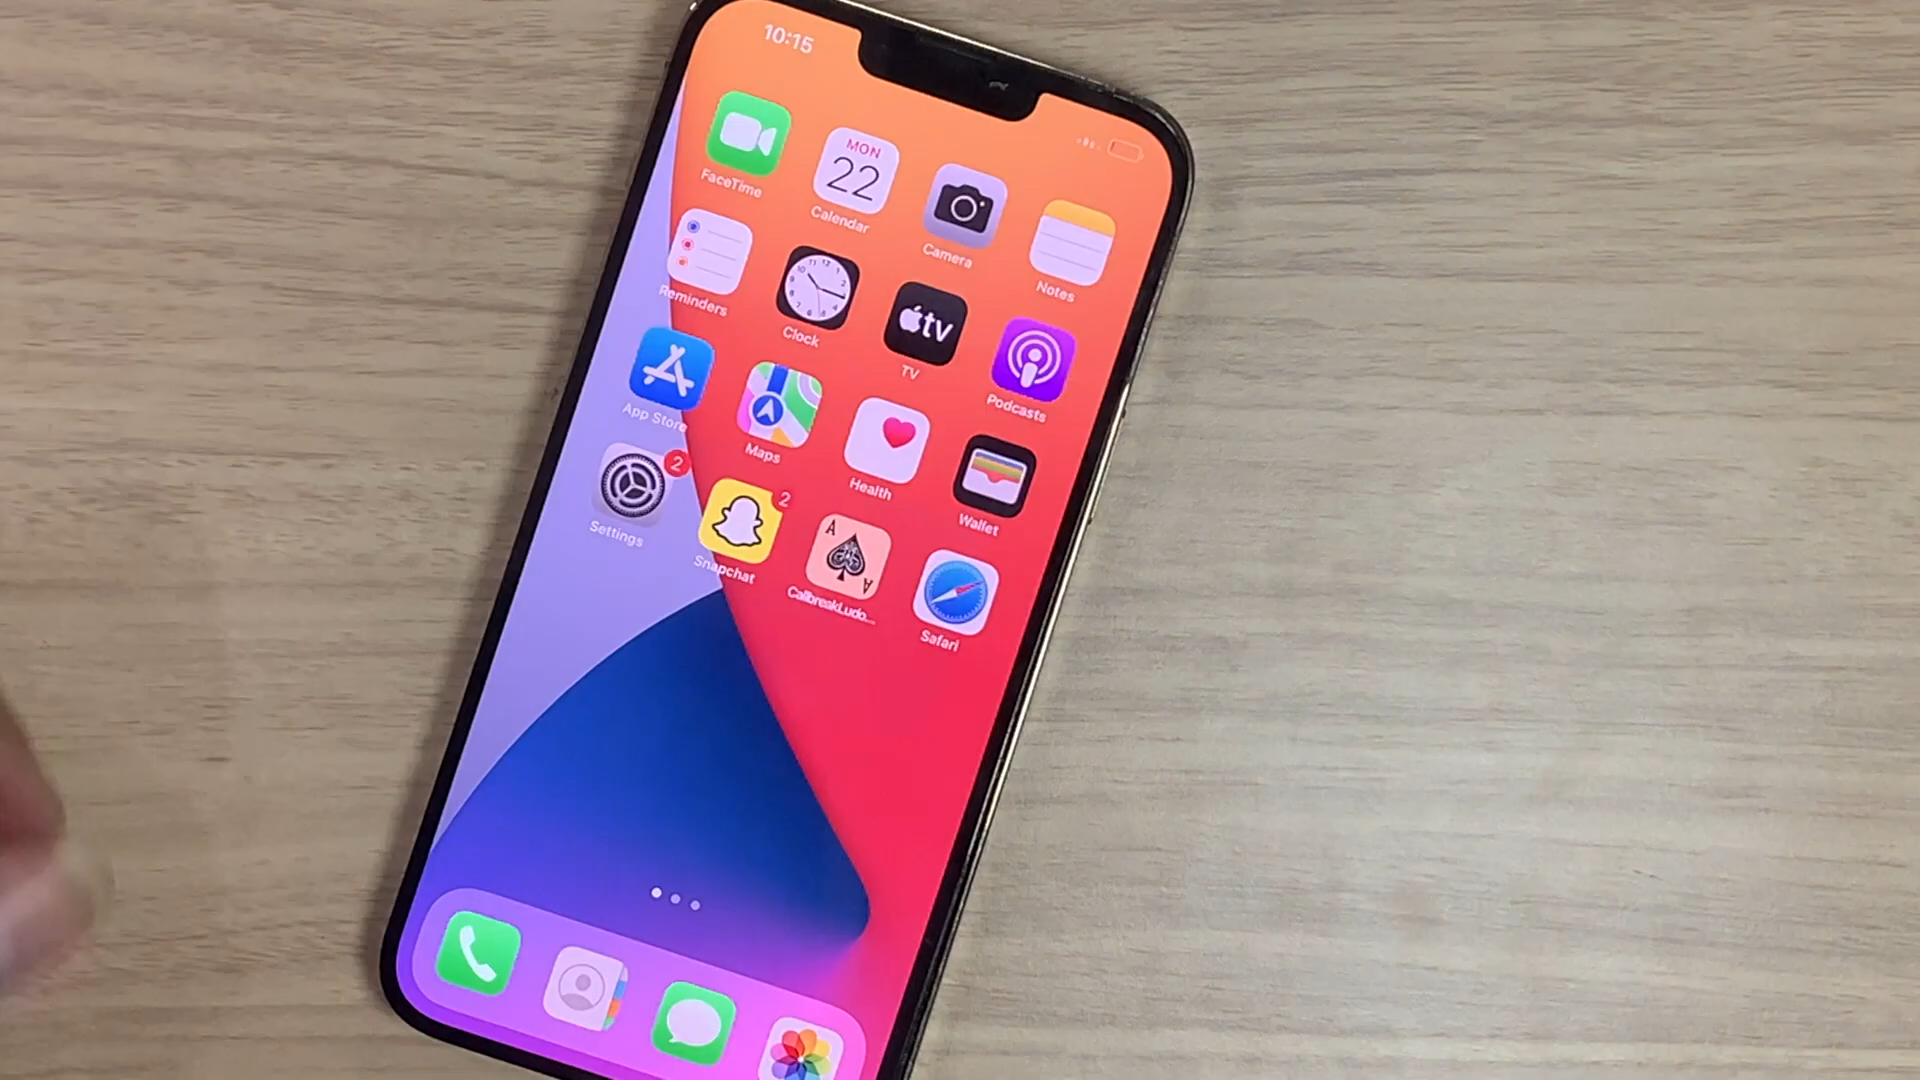 10:15
FaceTime
MON
22
Calendar
Camera
Notes
Reminders
Clock
tv
TV
Podcasts
App Store
Maps
Health
Wallet
2
Settings
2
Snapchat
A
A
CallbreakLudo...
Safari